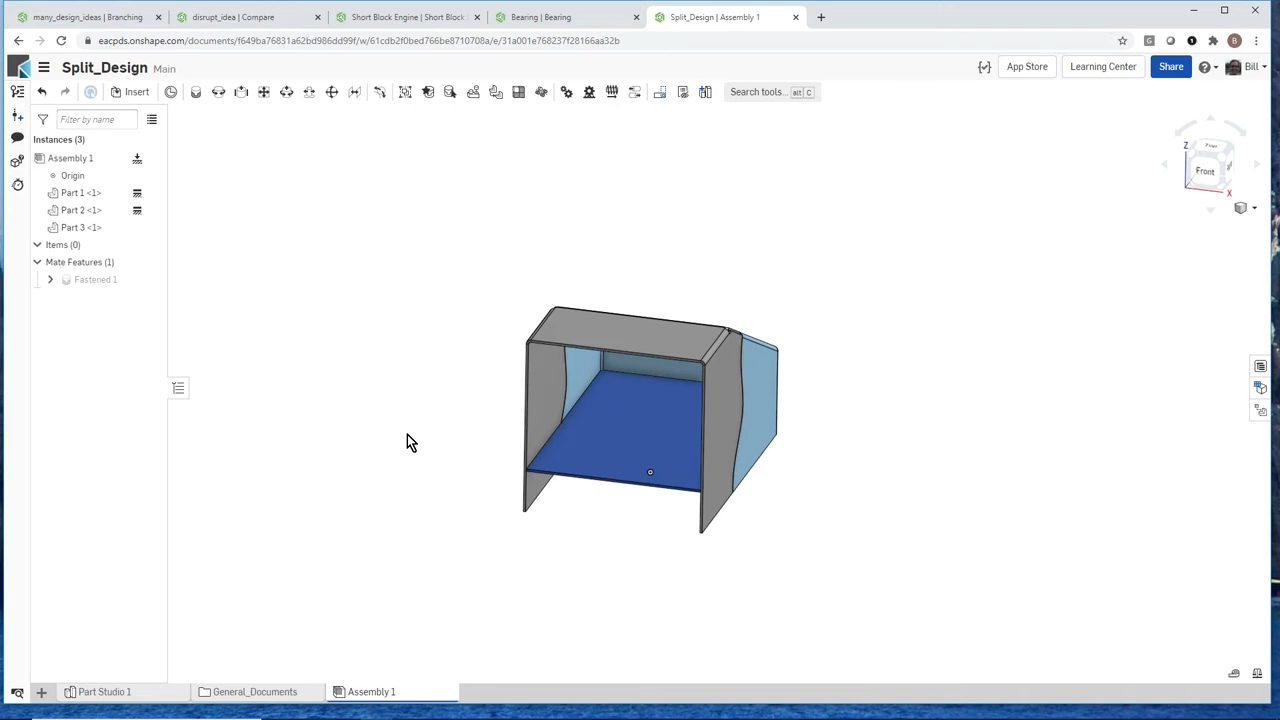 many_design_ideas | Branching
disrupt_idea | Compare
Short Block Engine | Short Block
Bearing | Bearing
Split_Design | Assembly 1
eacpds.onshape.com/documents/f649ba76831a62bd986dd99f/w/61cdb2f0bed766be8710708a/e/31a001e768237f28166aa32b
B
Split_Design Main
App Store
Learning Center
Share
Bill
Insert
Search tools... alt C
Filter by name
Instances (3)
Assembly 1
Origin
Part 1 <1>
Part 2 <1>
Part 3 <1>
Items (0)
Mate Features (1)
Fastened 1
Z
Front
X
Part Studio 1
General_Documents
Assembly 1